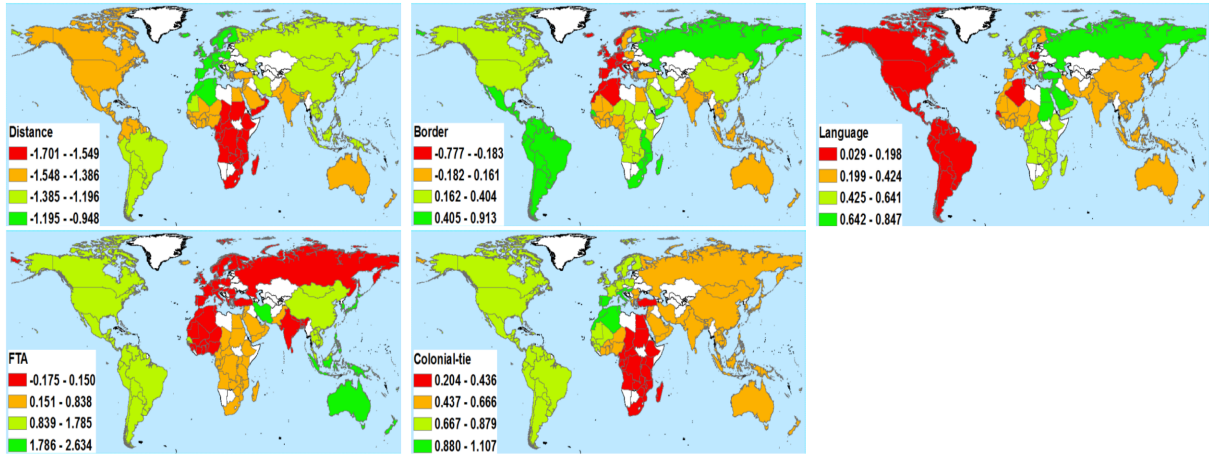 Distance
-1.701 - -1.549
-1.548 - -1.386
-1.385 - -1.196
-1.195 - -0.948
Border
-0.777 - -0.183
-0.182 - 0.161
0.162 - 0.404
0.405 - 0.913
Language
0.029 - 0.198
0.199 - 0.424
0.425 - 0.641
0.642 - 0.847
FTA
-0.175 - 0.150
0.151 - 0.838
0.839 - 1.785
1.786 - 2.634
Colonial-tie
0.204 - 0.436
0.437 - 0.666
0.667 - 0.879
0.880 - 1.107